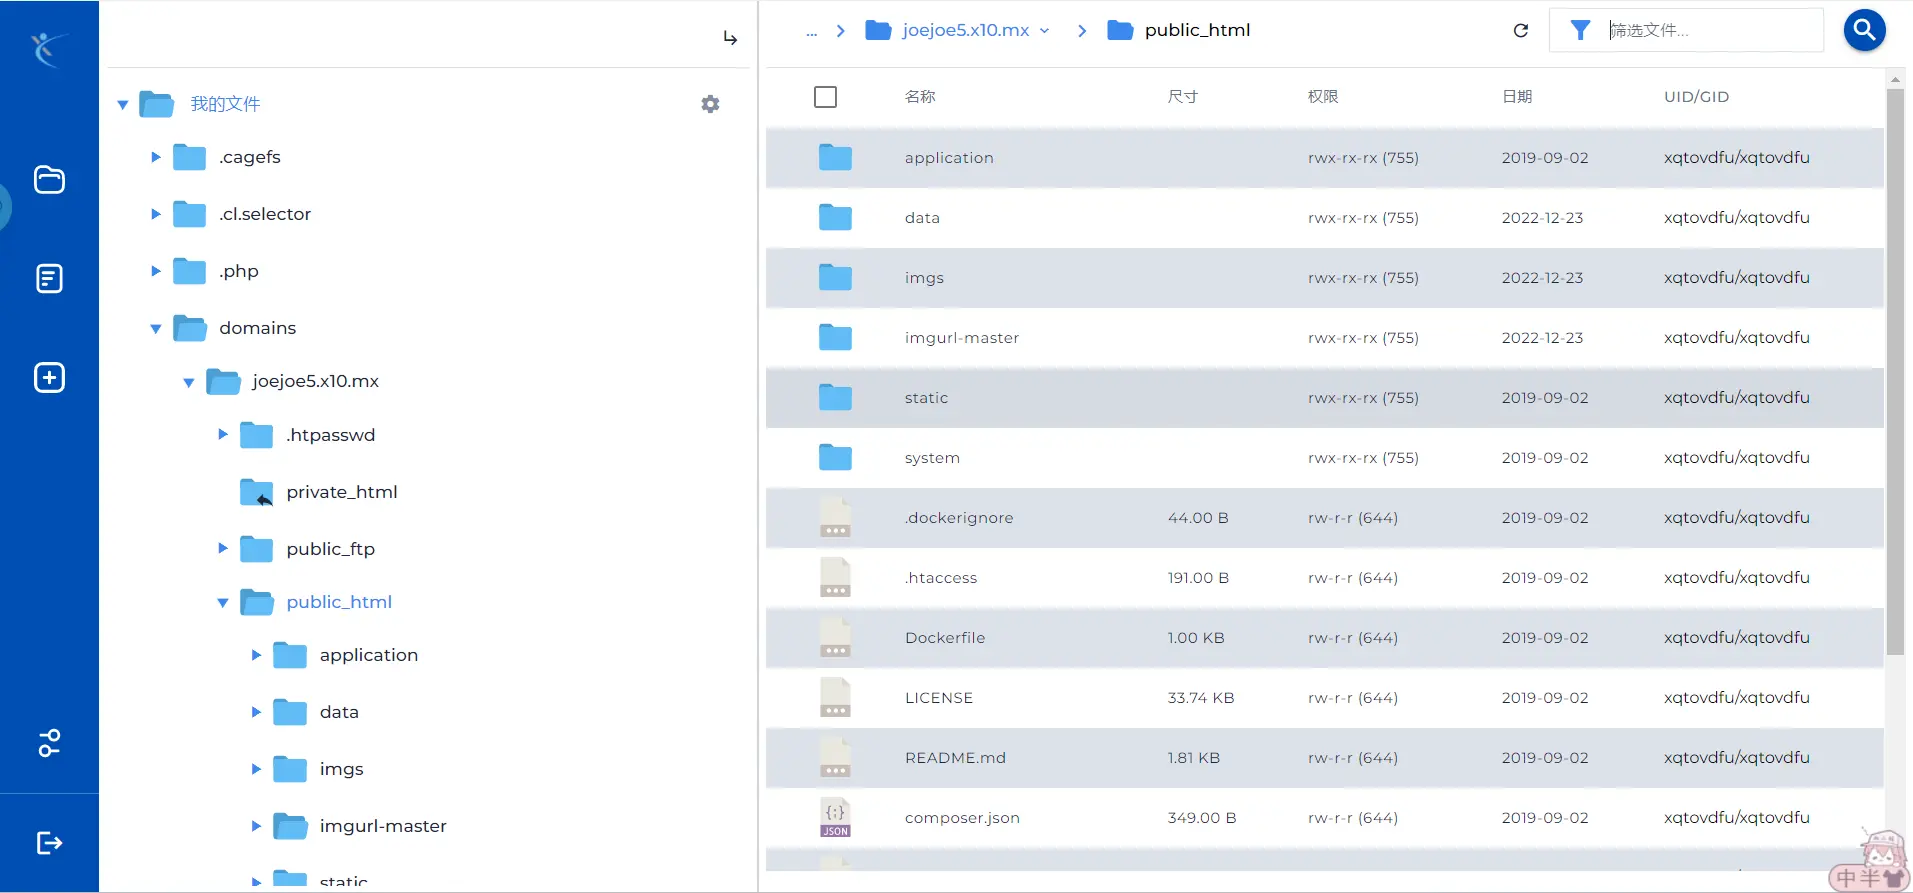 我的文件
.cagefs
.cl.selector
.php
domains
joejoe5.x10.mx
.htpasswd
private_html
public_ftp
public_html
application
data
imgs
imgurl-master
static
... joejoe5.x10.mx public_html 筛选文件...
名称 尺寸 权限 日期 UID/GID
application rwx-rx-rx (755) 2019-09-02 xqtovdfu/xqtovdfu
data rwx-rx-rx (755) 2022-12-23 xqtovdfu/xqtovdfu
imgs rwx-rx-rx (755) 2022-12-23 xqtovdfu/xqtovdfu
imgurl-master rwx-rx-rx (755) 2022-12-23 xqtovdfu/xqtovdfu
static rwx-rx-rx (755) 2019-09-02 xqtovdfu/xqtovdfu
system rwx-rx-rx (755) 2019-09-02 xqtovdfu/xqtovdfu
.dockerignore 44.00 B rw-r-r (644) 2019-09-02 xqtovdfu/xqtovdfu
.htaccess 191.00 B rw-r-r (644) 2019-09-02 xqtovdfu/xqtovdfu
Dockerfile 1.00 KB rw-r-r (644) 2019-09-02 xqtovdfu/xqtovdfu
LICENSE 33.74 KB rw-r-r (644) 2019-09-02 xqtovdfu/xqtovdfu
README.md 1.81 KB rw-r-r (644) 2019-09-02 xqtovdfu/xqtovdfu
JSON composer.json 349.00 B rw-r-r (644) 2019-09-02 xqtovdfu/xqtovdfu
中半